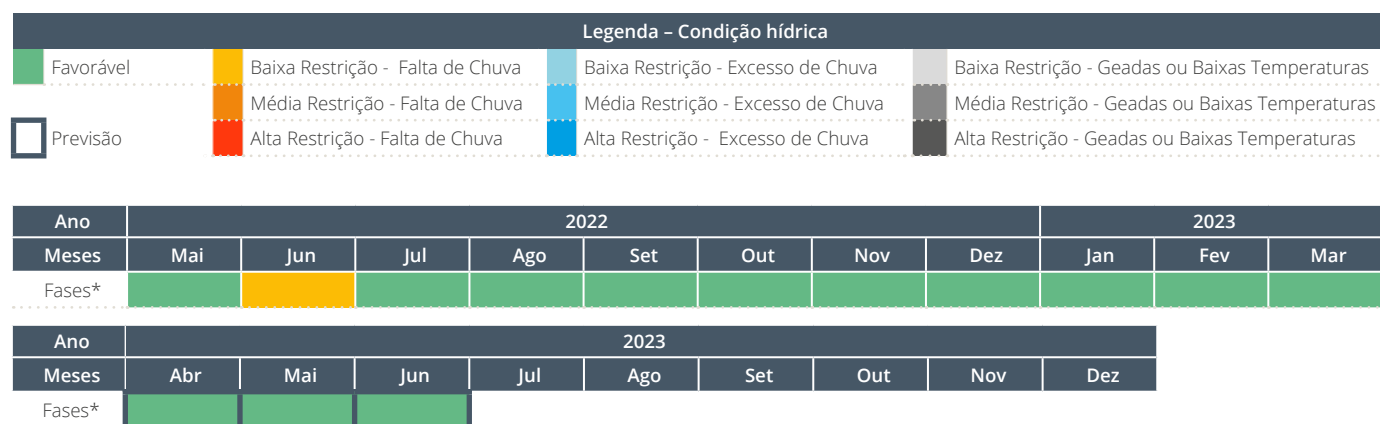 Legenda – Condição hídrica
Favorável Baixa Restrição - Falta de Chuva Baixa Restrição - Excesso de Chuva Baixa Restrição - Geadas ou Baixas Temperaturas
Média Restrição - Falta de Chuva Média Restrição - Excesso de Chuva Média Restrição - Geadas ou Baixas Temperaturas
Previsão Alta Restrição - Falta de Chuva Alta Restrição - Excesso de Chuva Alta Restrição - Geadas ou Baixas Temperaturas
Ano 2022 2023
Meses Mai Jun Jul Ago Set Out Nov Dez Jan Fev Mar
Fases*
Ano 2023
Meses Abr Mai Jun Jul Ago Set Out Nov Dez
Fases*